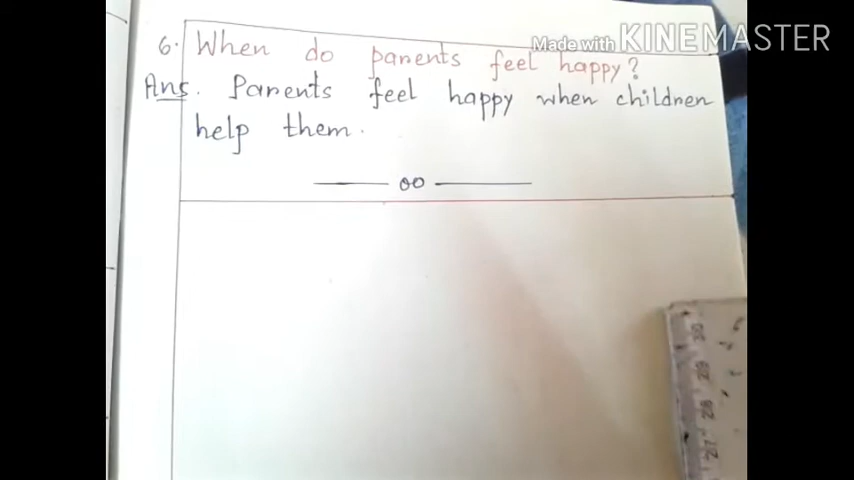 Made with KINEMASTER
6. When do parents feel happy?
Ans. Parents feel happy when children
help them.
30
29
28
27